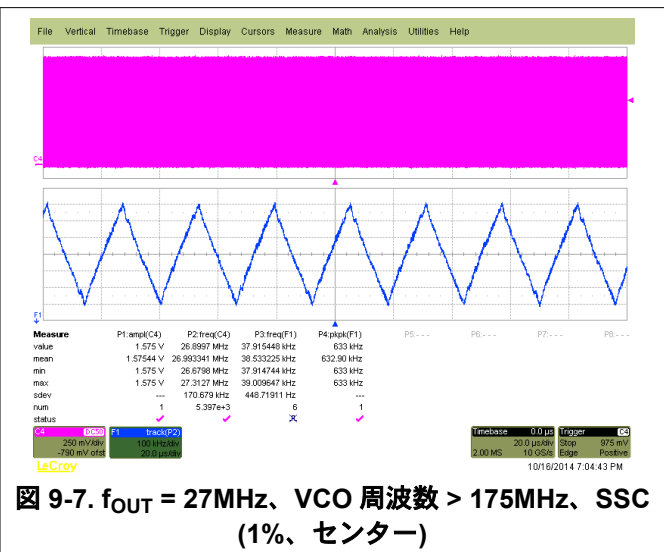 File Vertical Timebase Trigger Display Cursors Measure Math Analysis Utilities Help
C4
F1
Measure P1:ampl(C4) P2:freq(C4) P3:freq(F1) P4:pkpk(F1) P5:- - - P6:- - - P7:- - - P8:- - -
value 1.575 V 26.8997 MHz 37.915448 kHz 633 kHz
mean 1.57544 V 26.993341 MHz 38.533225 kHz 632.90 kHz
min 1.575 V 26.6798 MHz 37.914744 kHz 633 kHz
max 1.575 V 27.3127 MHz 39.009647 kHz 633 kHz
sdev --- 170.679 kHz 448.71911 Hz ---
num 1 5.397e+3 6 1
status
C4 DC50 F1 track(P2) Timebase 0.0 µs Trigger C4
250 mV/div 100 kHz/div 20.0 µs/div Stop 975 mV
-790 mV ofst 20.0 µs/div 2.00 MS 10 GS/s Edge Positive
LeCroy 10/16/2014 7:04:43 PM
図 9-7. fOUT = 27MHz、VCO 周波数 > 175MHz、SSC
(1%、センター)